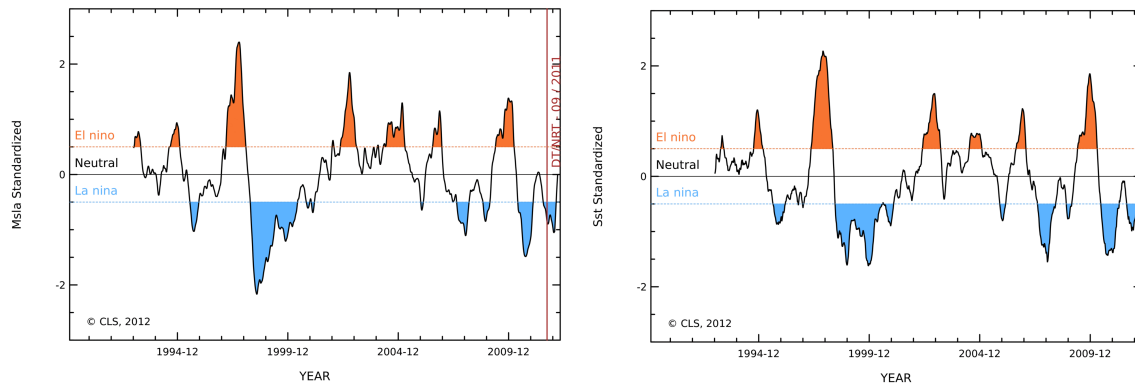 2
0
-2
Msla Standardized
El nino
Neutral
La nina
DT/NRT - 09 / 2011
© CLS, 2012
1994-12
1999-12
2004-12
2009-12
YEAR
2
0
-2
Sst Standardized
El nino
Neutral
La nina
© CLS, 2012
1994-12
1999-12
2004-12
2009-12
YEAR